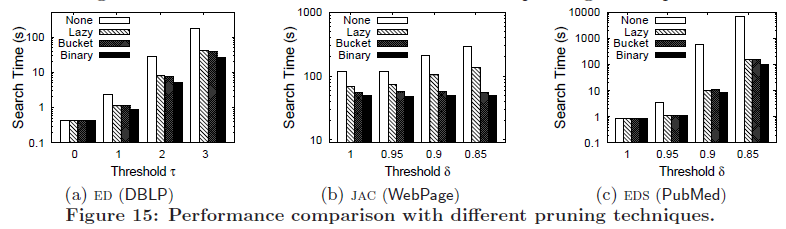 None
Lazy
Bucket
Binary
Search Time (s)
100
10
1
0.1
0 1 2 3
Threshold τ
(a) ED (DBLP)
None
Lazy
Bucket
Binary
Search Time (s)
1000
100
10
1 0.95 0.9 0.85
Threshold δ
(b) JAC (WebPage)
None
Lazy
Bucket
Binary
Search Time (s)
10000
1000
100
10
1
0.1
1 0.95 0.9 0.85
Threshold δ
(c) EDS (PubMed)
Figure 15: Performance comparison with different pruning techniques.